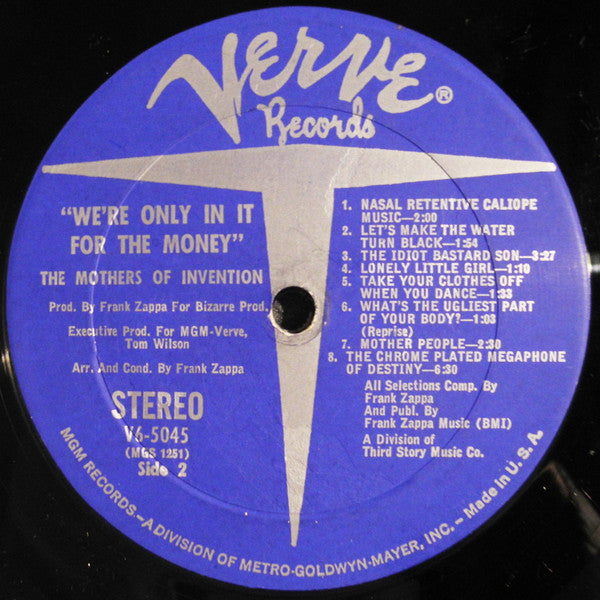 VERVE®
Records
"WE'RE ONLY IN IT
FOR THE MONEY"
THE MOTHERS OF INVENTION
Prod. By Frank Zappa For Bizarre Prod.
Executive Prod. For MGM-Verve,
Tom Wilson
Arr. And Cond. By Frank Zappa
STEREO
V6-5045
(MGS 1251)
Side 2
1. NASAL RETENTIVE CALIOPE
MUSIC—2:00
2. LET'S MAKE THE WATER
TURN BLACK—1:54
3. THE IDIOT BASTARD SON—3:27
4. LONELY LITTLE GIRL—1:10
5. TAKE YOUR CLOTHES OFF
WHEN YOU DANCE—1:33
6. WHAT'S THE UGLIEST PART
OF YOUR BODY?—1:03
(Reprise)
7. MOTHER PEOPLE—2:30
8. THE CHROME PLATED MEGAPHONE
OF DESTINY—6:30
All Selections Comp. By
Frank Zappa
And Publ. By
Frank Zappa Music (BMI)
A Division of
Third Story Music Co.
MGM RECORDS—A DIVISION OF METRO-GOLDWYN-MAYER, INC. – Made in U.S.A.